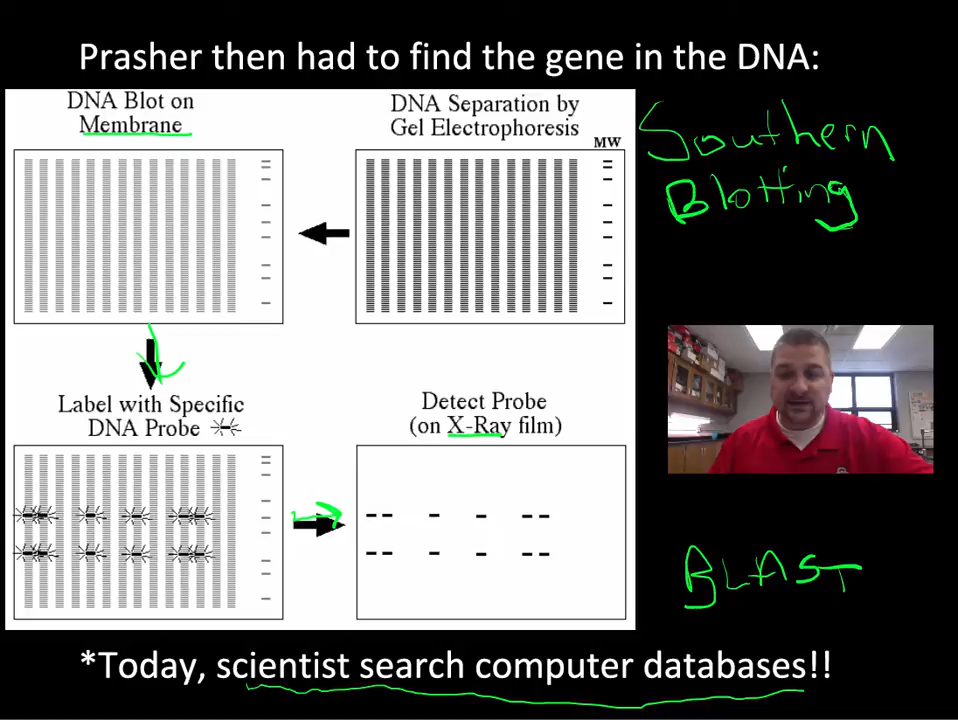 Prasher then had to find the gene in the DNA:
DNA Blot on
Membrane
DNA Separation by
Gel Electrophoresis
MW
Southern
Blotting
Label with Specific
DNA Probe
Detect Probe
(on X-Ray film)
BLAST
*Today, scientist search computer databases!!